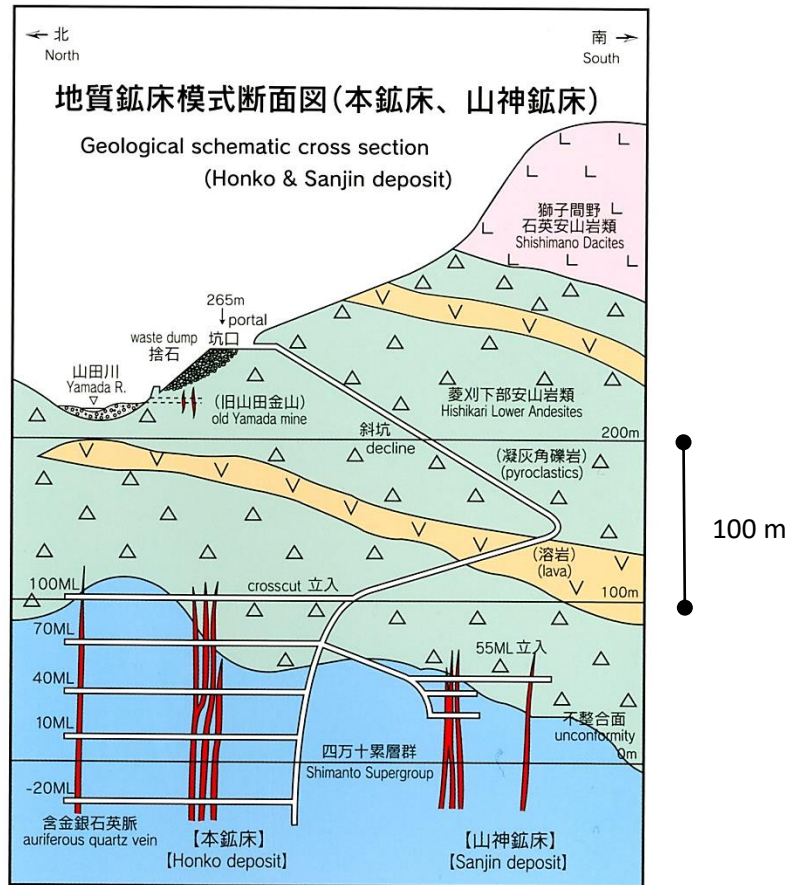 ← 北
North
南 →
South
地質鉱床模式断面図(本鉱床、山神鉱床)
Geological schematic cross section
(Honko & Sanjin deposit)
獅子間野
石英安山岩類
Shishimano Dacites
265m
portal
坑口
waste dump
捨石
山田川
Yamada R.
(旧山田金山)
old Yamada mine
菱刈下部安山岩類
Hishikari Lower Andesites
200m
斜坑
decline
(凝灰角礫岩)
(pyroclastics)
100 m
(溶岩)
(lava)
100ML
crosscut 立入
100m
70ML
55ML 立入
40ML
10ML
不整合面
unconformity
四万十累層群
Shimanto Supergroup
0m
-20ML
含金銀石英脈
auriferous quartz vein
【本鉱床】
【Honko deposit】
【山神鉱床】
【Sanjin deposit】